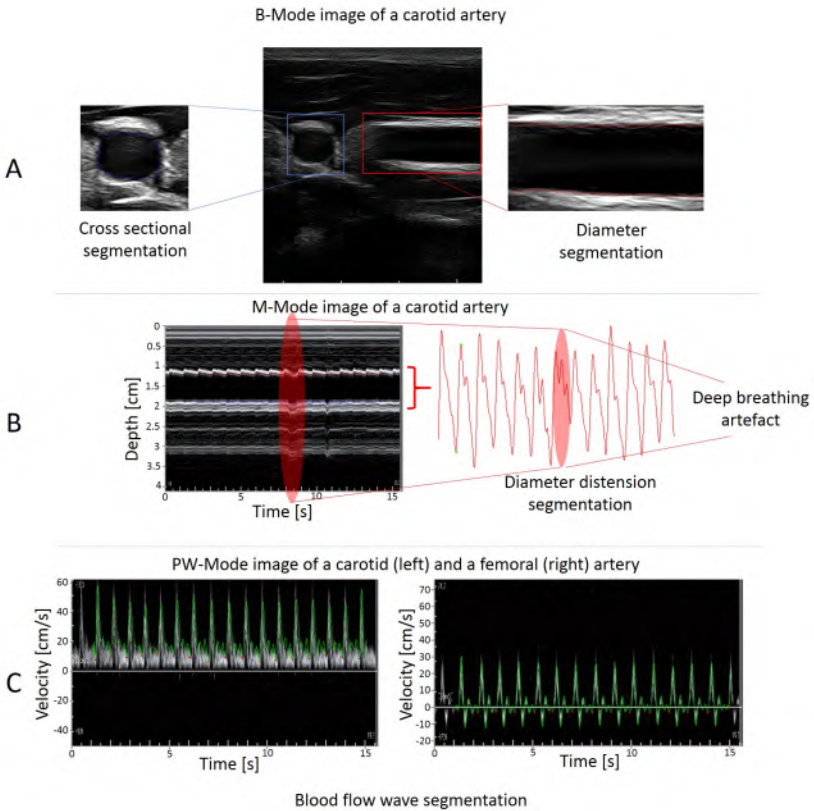 B-Mode image of a carotid artery
A
Cross sectional
segmentation
Diameter
segmentation
M-Mode image of a carotid artery
B
Depth [cm]
0
0.5
1
1.5
2
2.5
3
3.5
4
0
5
10
15
Time [s]
Diameter distension
segmentation
Deep breathing
artefact
PW-Mode image of a carotid (left) and a femoral (right) artery
C
Velocity [cm/s]
60
40
20
0
-20
-40
0
5
10
15
Time [s]
Velocity [cm/s]
70
60
50
40
30
20
10
0
-10
-20
0
5
10
15
Time [s]
Blood flow wave segmentation